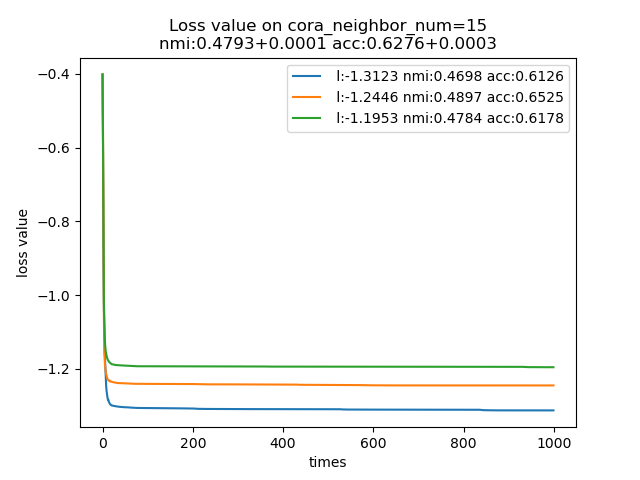 Loss value on cora_neighbor_num=15
nmi:0.4793+0.0001 acc:0.6276+0.0003
l:-1.3123 nmi:0.4698 acc:0.6126
l:-1.2446 nmi:0.4897 acc:0.6525
l:-1.1953 nmi:0.4784 acc:0.6178
−0.4
−0.6
−0.8
−1.0
−1.2
loss value
0 200 400 600 800 1000
times